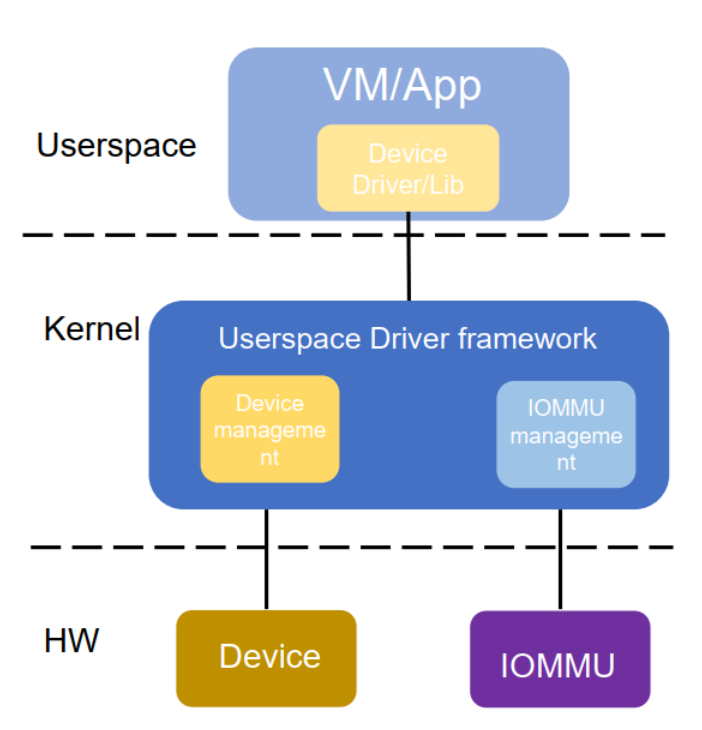 VM/App
Userspace
Device
Driver/Lib
Kernel
Userspace Driver framework
Device
manageme
nt
IOMMU
manageme
nt
HW
Device
IOMMU